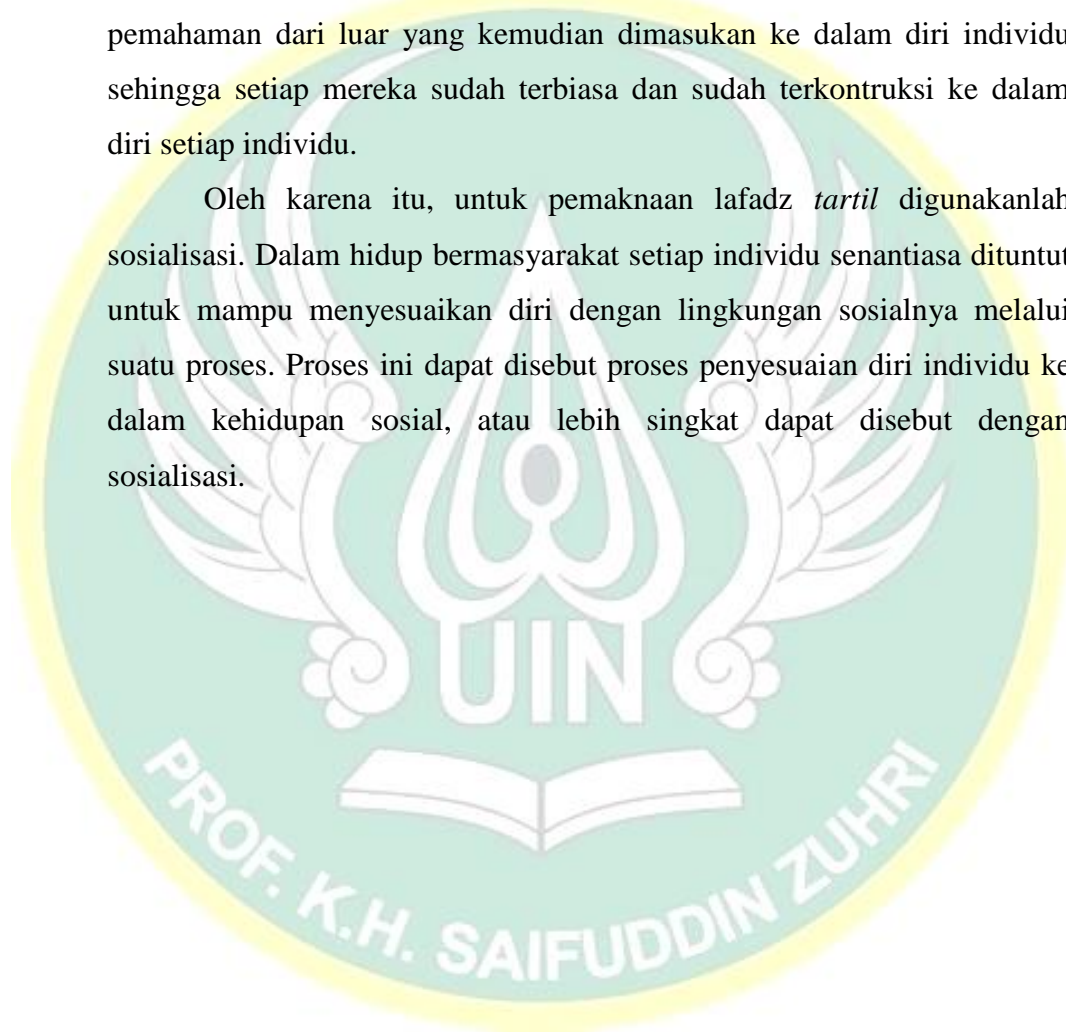 pemahaman dari luar yang kemudian dimasukan ke dalam diri individu
sehingga setiap mereka sudah terbiasa dan sudah terkontruksi ke dalam
diri setiap individu.
Oleh karena itu, untuk pemaknaan lafadz tartil digunakanlah
sosialisasi. Dalam hidup bermasyarakat setiap individu senantiasa dituntut
untuk mampu menyesuaikan diri dengan lingkungan sosialnya melalui
suatu proses. Proses ini dapat disebut proses penyesuaian diri individu ke
dalam kehidupan sosial, atau lebih singkat dapat disebut dengan
sosialisasi.
UIN
PROF. K.H. SAIFUDDIN ZUHRI